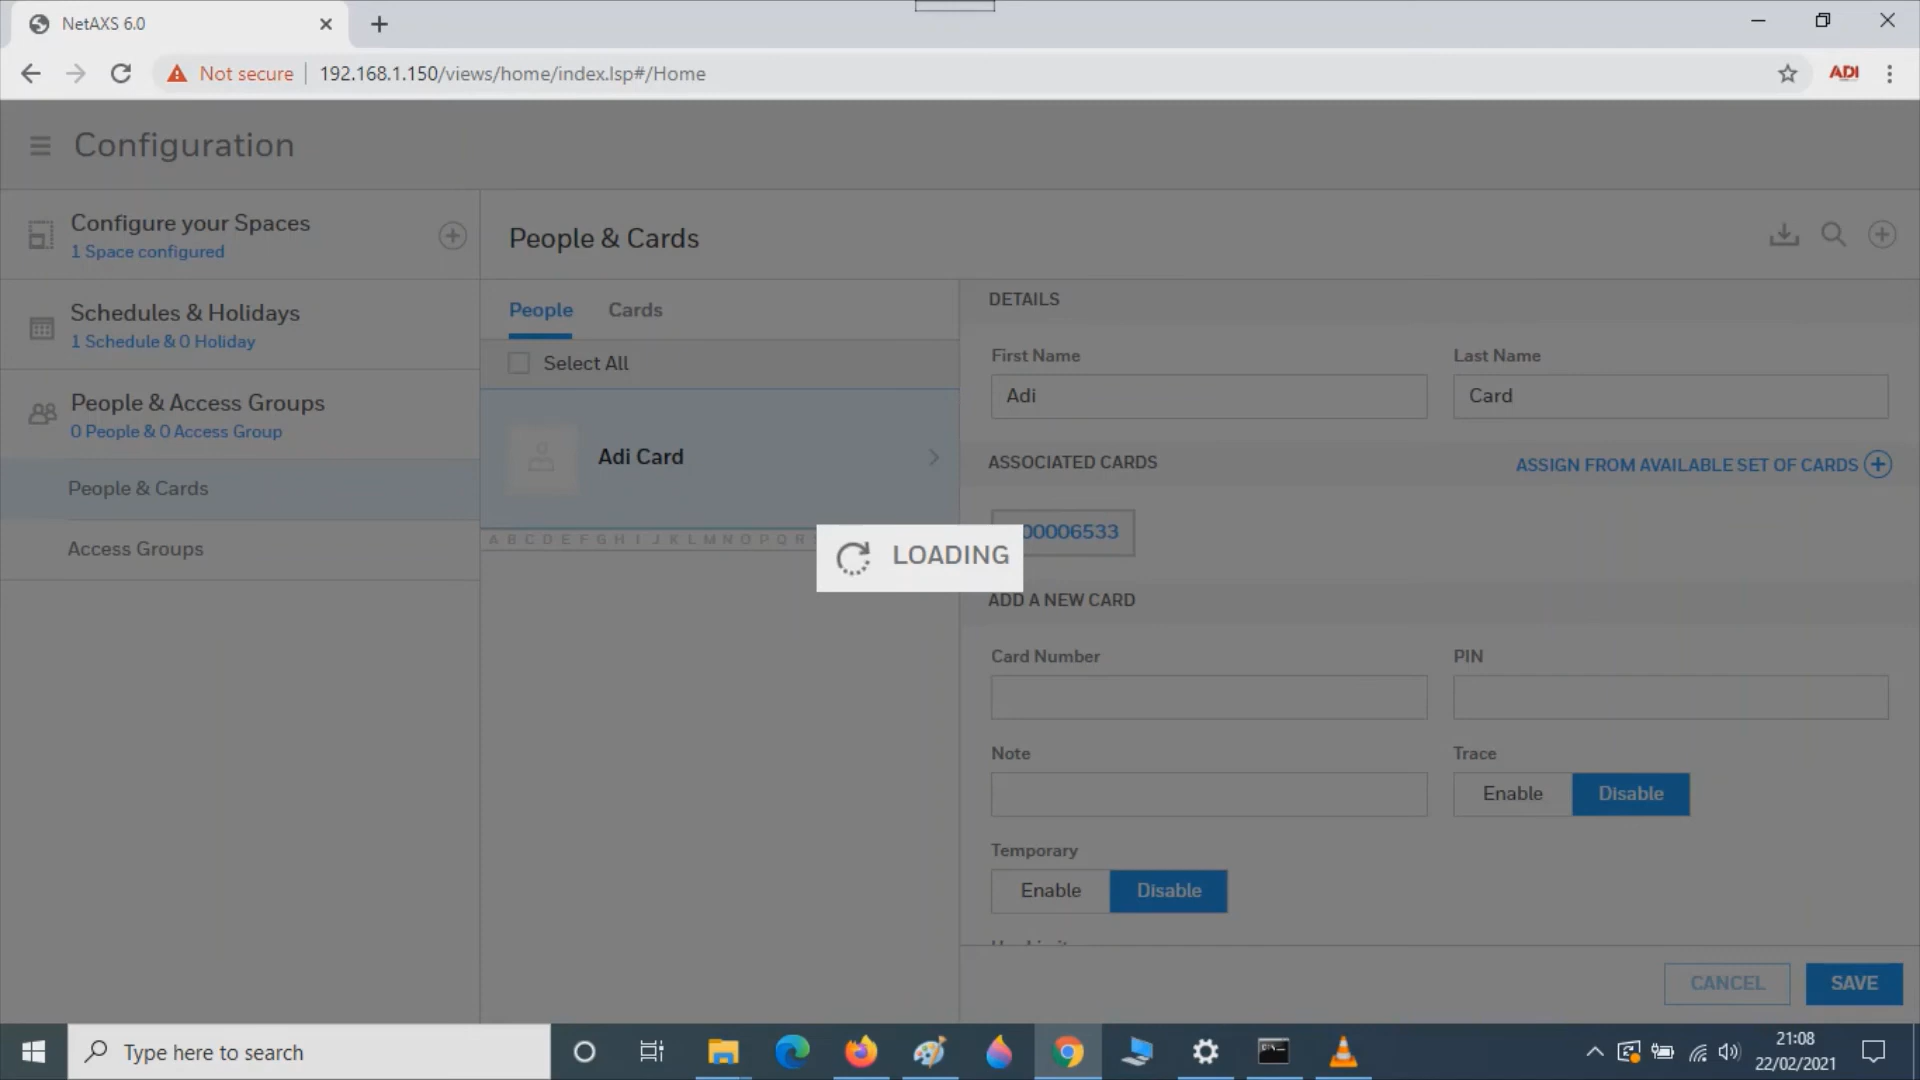 NetAXS 6.0
Not secure
192.168.1.150/views/home/index.lsp#/Home
ADI
Configuration
Configure your Spaces
1 Space configured
Schedules & Holidays
1 Schedule & 0 Holiday
People & Access Groups
0 People & 0 Access Group
People & Cards
Access Groups
People & Cards
People Cards
Select All
Adi Card
A B C D E F G H I J K L M N O P Q R
LOADING
DETAILS
First Name Last Name
Adi Card
ASSOCIATED CARDS ASSIGN FROM AVAILABLE SET OF CARDS
00006533
ADD A NEW CARD
Card Number PIN
Note Trace
Enable Disable
Temporary
Enable Disable
CANCEL SAVE
Type here to search
21:08
22/02/2021